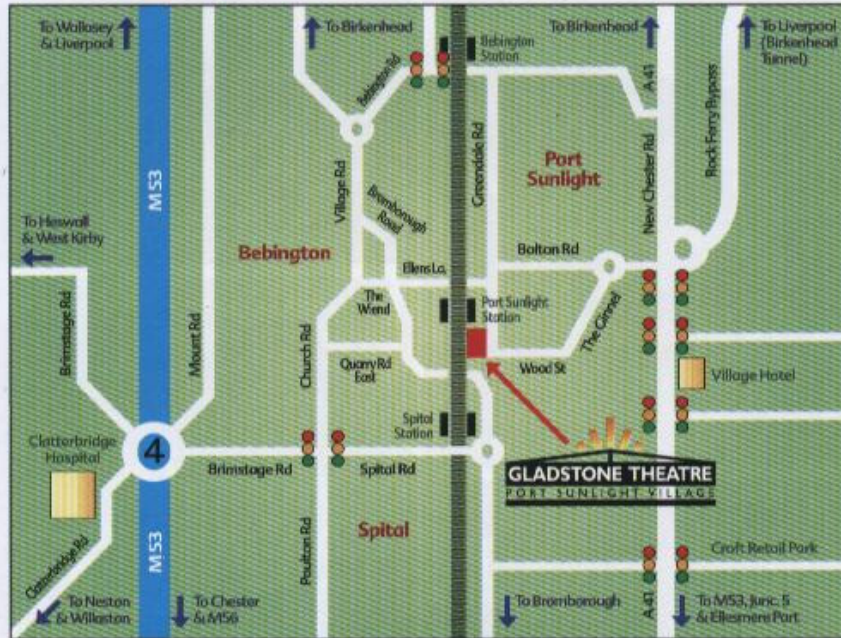 To Wallasey
& Liverpool
To Birkenhead
Bebington
Station
To Birkenhead
To Liverpool
(Birkenhead
Tunnel)
M53
Bebington Rd
A41
Rock Ferry Bypass
Village Rd
Bromborough
Road
Greendale Rd
Port
Sunlight
New Chester Rd
To Heswall
& West Kirby
Bebington
Bolton Rd
Ellens La.
Brimstage Rd
Mount Rd
The
Wiend
Port Sunlight
Station
The Ginnel
Church Rd
Quarry Rd
East
Wood St
Village Hotel
Spital
Station
Clatterbridge
Hospital
4
Brimstage Rd
Spital Rd
GLADSTONE THEATRE
PORT SUNLIGHT VILLAGE
Clatterbridge Rd
M53
Poulton Rd
Spital
Croft Retail Park
A41
To Neston
& Willaston
To Chester
& M56
To Bromborough
To M53, Junc. 5
& Ellesmere Port